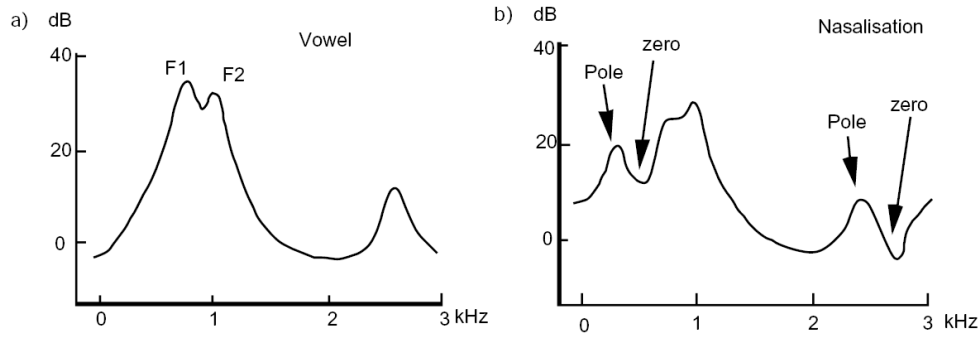 a)
dB
Vowel
40
F1
F2
20
0
0
1
2
3
kHz
b)
dB
Nasalisation
40
zero
Pole
zero
Pole
20
0
0
1
2
3
kHz